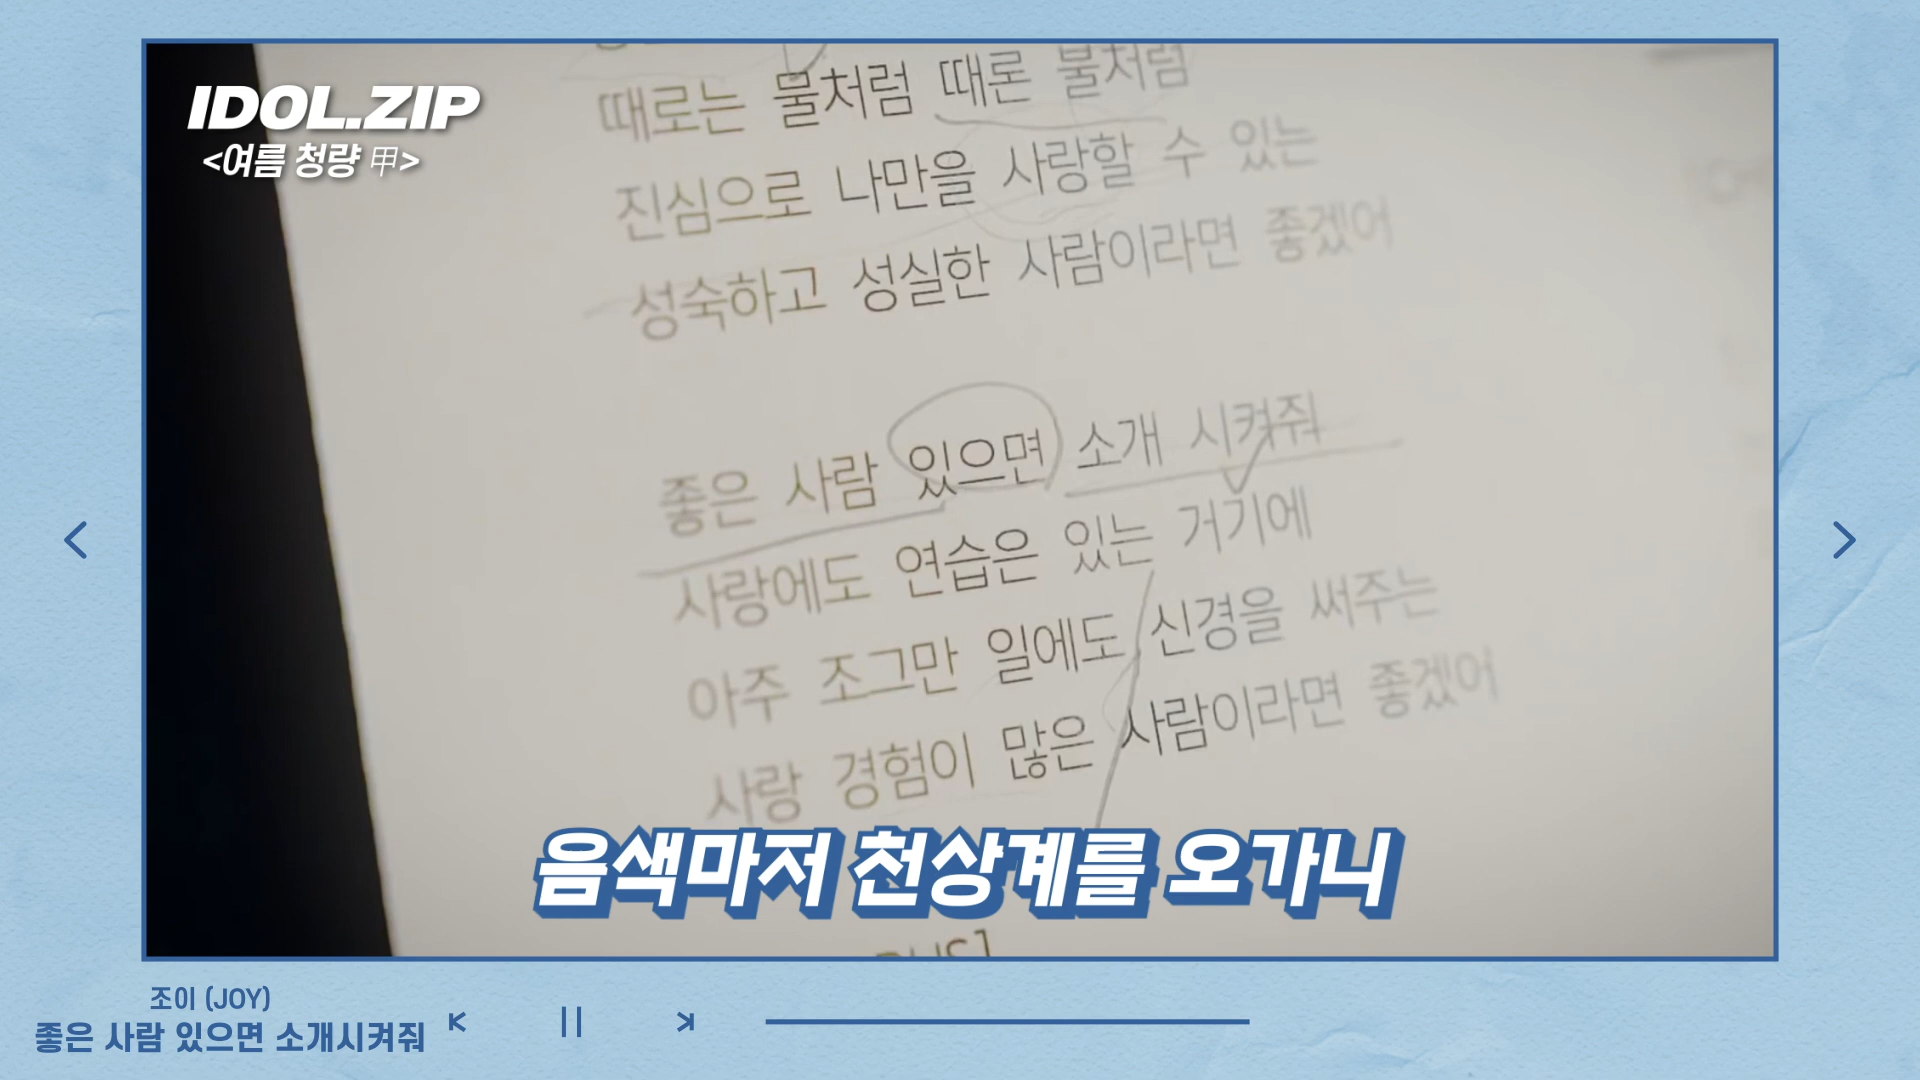 IDOL.ZIP
<여름 청량 甲>
때로는 물처럼 때론 불처럼
진심으로 나만을 사랑할 수 있는
성숙하고 성실한 사람이라면 좋겠어
좋은 사람 있으면 소개 시켜줘
사랑에도 연습은 있는 거기에
아주 조그만 일에도 신경을 써주는
사랑 경험이 많은 사람이라면 좋겠어
음색마저 천상계를 오가니
조이 (JOY)
좋은 사람 있으면 소개시켜줘